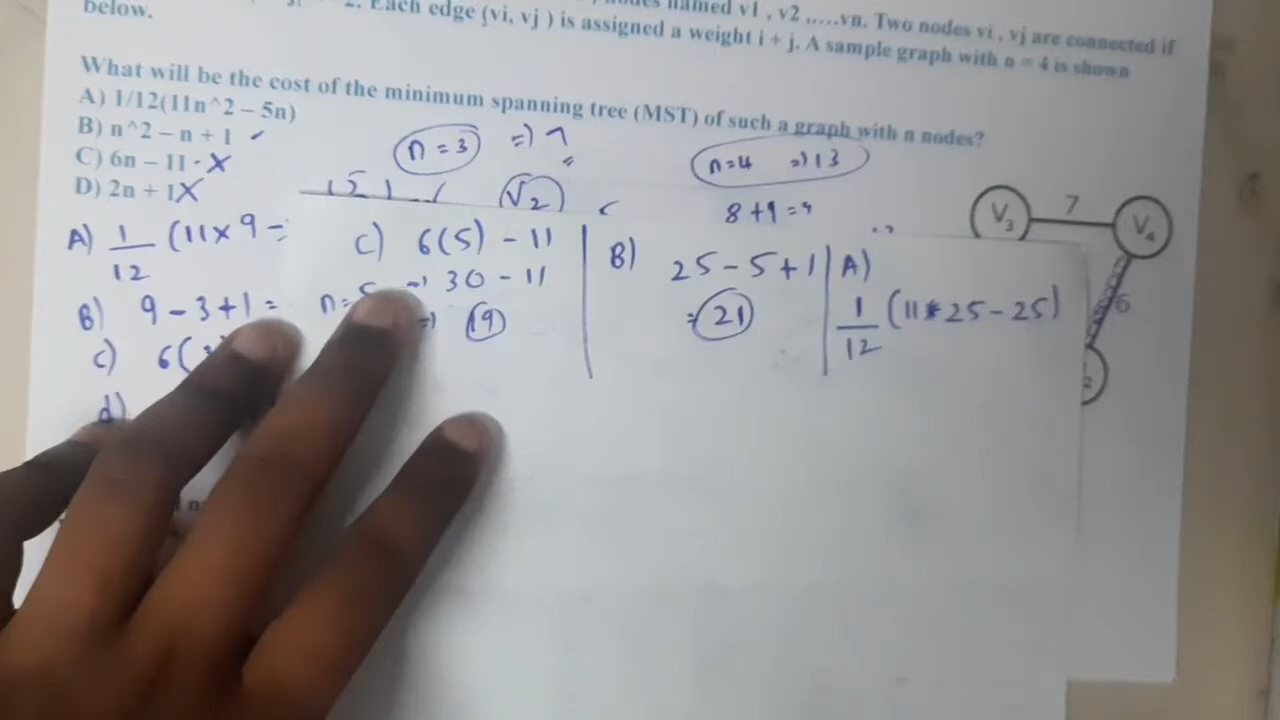 nodes named v1 , v2 ,.....vn. Two nodes vi , vj are connected if
2. Each edge (vi, vj ) is assigned a weight i + j. A sample graph with n = 4 is shown
below.
What will be the cost of the minimum spanning tree (MST) of such a graph with n nodes?
A) 1/12(11n^2 – 5n)
B) n^2 – n + 1 ✓
C) 6n – 11 · X
D) 2n + 1 X
n = 3 => 7
n=4 => 13
8 + 9 = 9
√2
V3 7 V4
6
2
A) 1/12 (11 x 9 -
B) 9 - 3 + 1 =
c) 6(
d)
c) 6(5) - 11
n= 30 - 11
=> 19
B) 25 - 5 + 1
= 21
A)
1/12 (11*25 - 25)